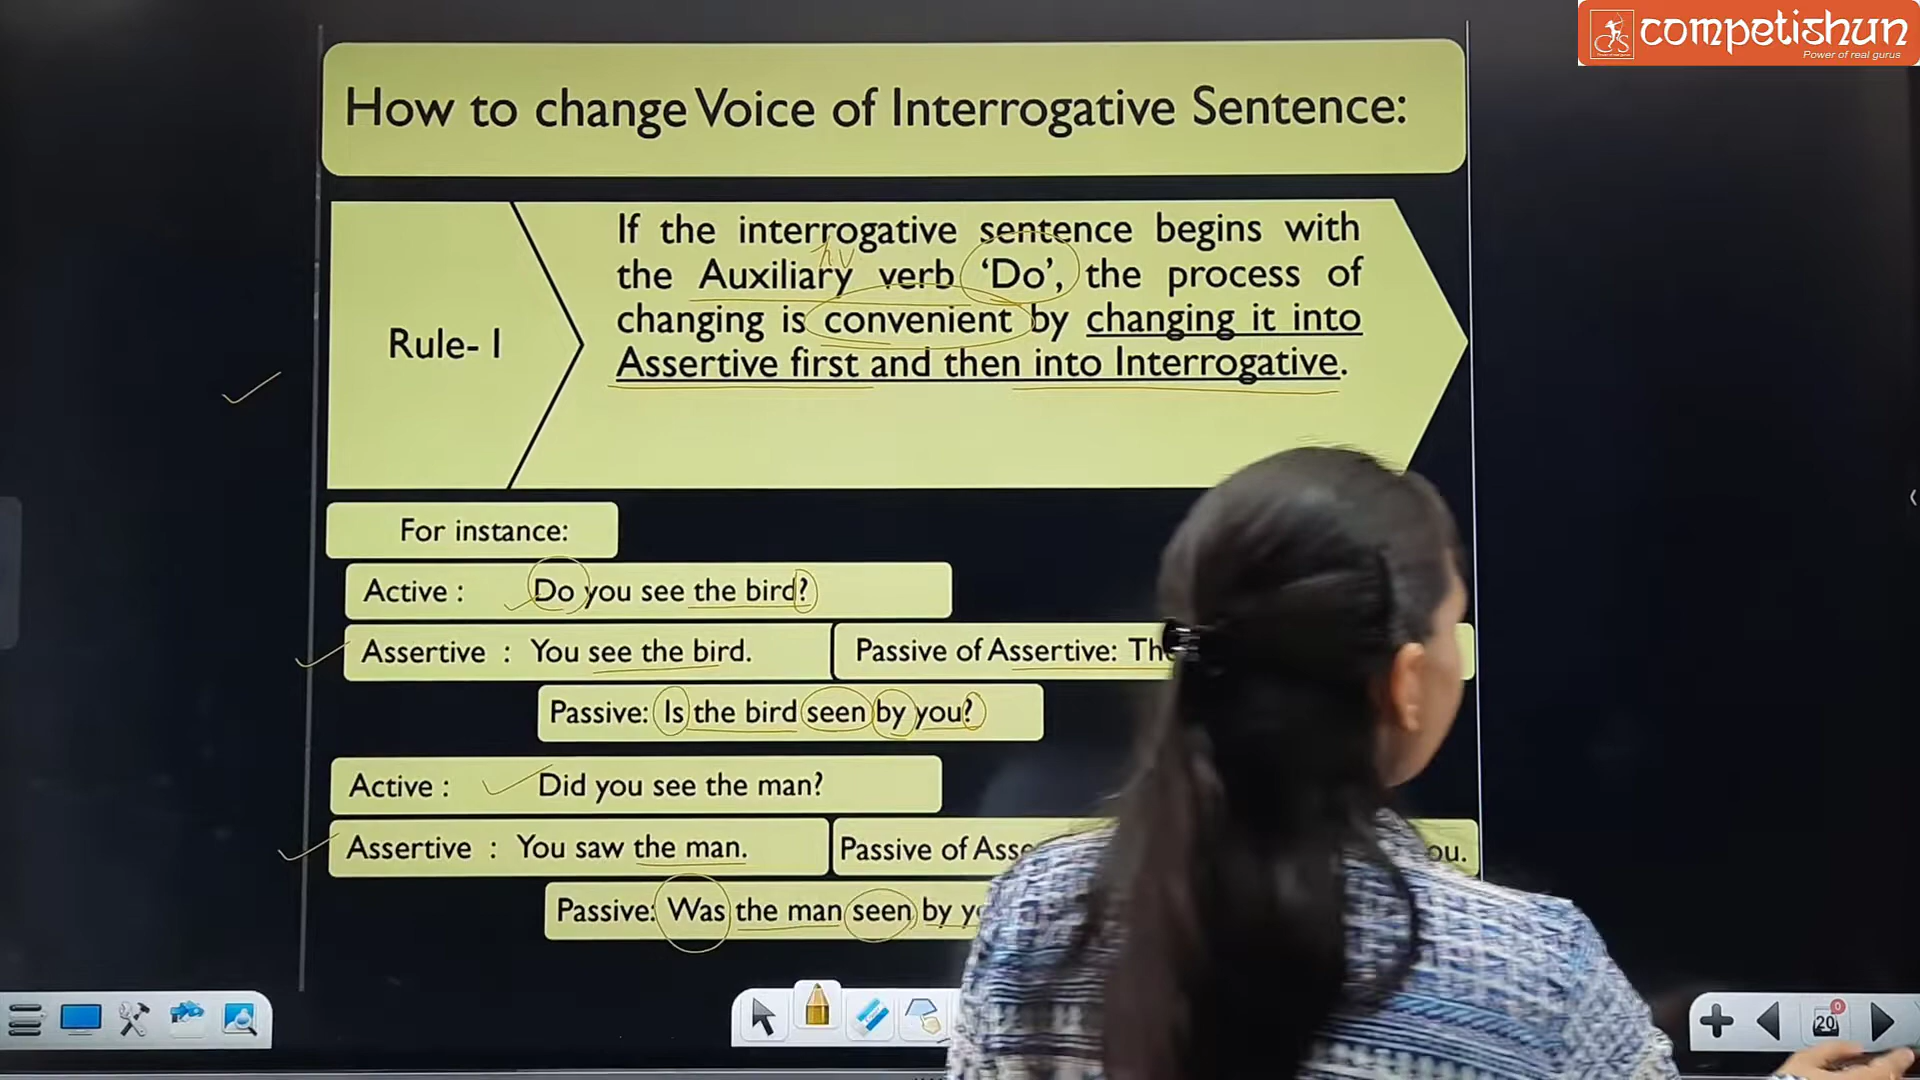 competishun
Power of real gurus
How to change Voice of Interrogative Sentence:
Rule- 1
If the interrogative sentence begins with
the Auxiliary verb ‘Do’, the process of
changing is convenient by changing it into
Assertive first and then into Interrogative.
hv
For instance:
Active : Do you see the bird?
Assertive : You see the bird.
Passive of Assertive:
Passive: Is the bird seen by you?
Active : Did you see the man?
Assertive : You saw the man.
Passive of
Passive: Was the man seen by
20
0